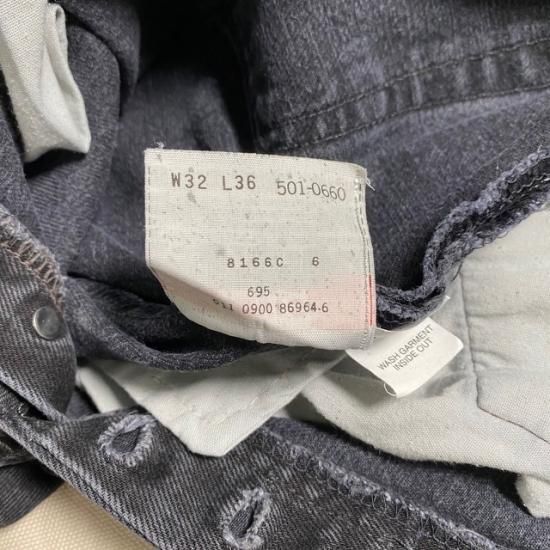 W32 L36 501-0660
8166C 6
695
0900 86964-6
WASH GARMENT
INSIDE OUT